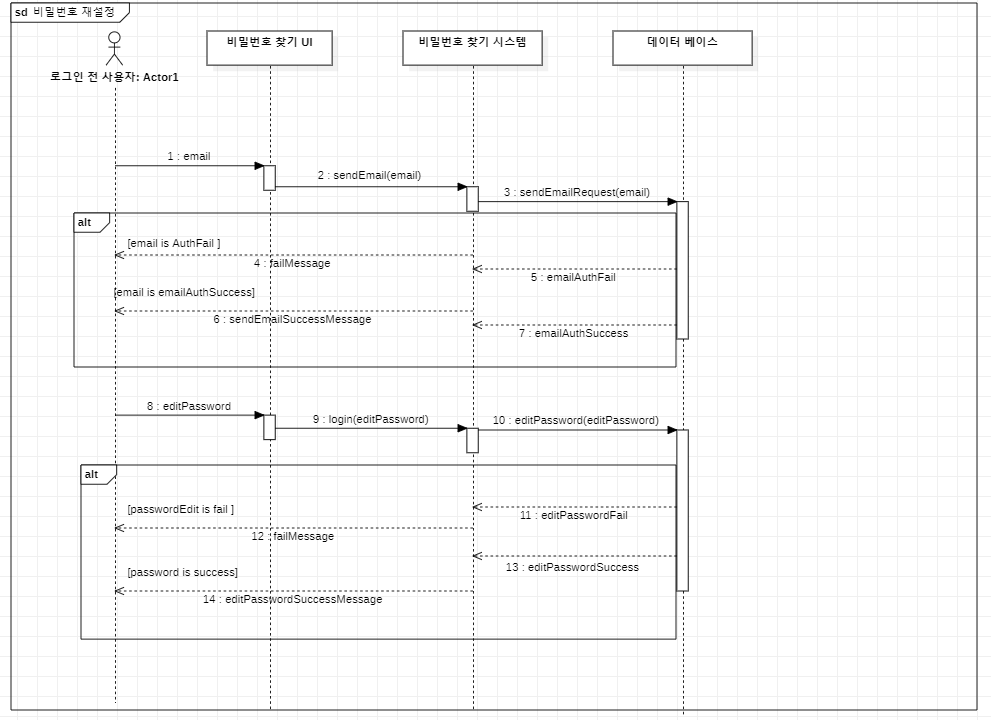 sd 비밀번호 재설정
로그인 전 사용자: Actor1
비밀번호 찾기 UI
비밀번호 찾기 시스템
데이터 베이스
1 : email
2 : sendEmail(email)
3 : sendEmailRequest(email)
alt
[email is AuthFail ]
4 : failMessage
5 : emailAuthFail
[email is emailAuthSuccess]
6 : sendEmailSuccessMessage
7 : emailAuthSuccess
8 : editPassword
9 : login(editPassword)
10 : editPassword(editPassword)
alt
[passwordEdit is fail ]
11 : editPasswordFail
12 : failMessage
13 : editPasswordSuccess
[password is success]
14 : editPasswordSuccessMessage